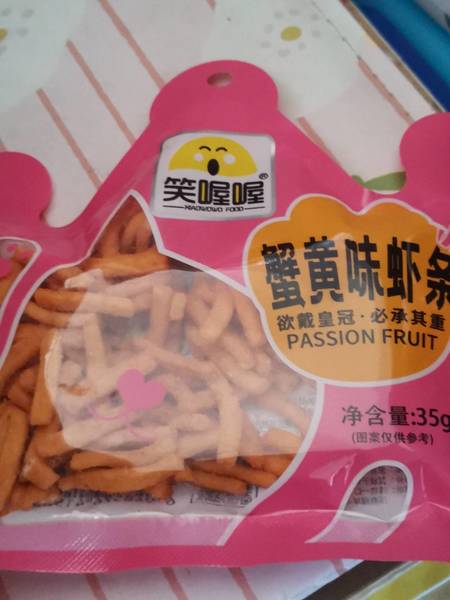 笑喔喔®
XIAOWOWO FOOD
蟹黄味虾条
欲戴皇冠·必承其重
PASSION FRUIT
净含量:35g
(图案仅供参考)